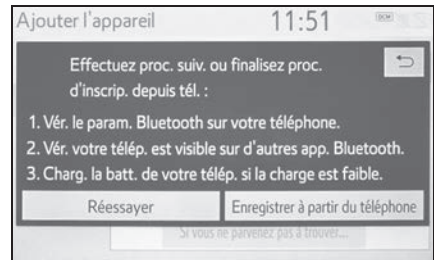 Ajouter l'appareil 11:51 DCM
Effectuez proc. suiv. ou finalisez proc.
d'inscrip. depuis tél. :
1. Vér. le param. Bluetooth sur votre téléphone.
2. Vér. votre télép. est visible sur d'autres app. Bluetooth.
3. Charg. la batt. de votre télép. si la charge est faible.
Réessayer Enregistrer à partir du téléphone
Si vous ne parvenez pas à trouver...